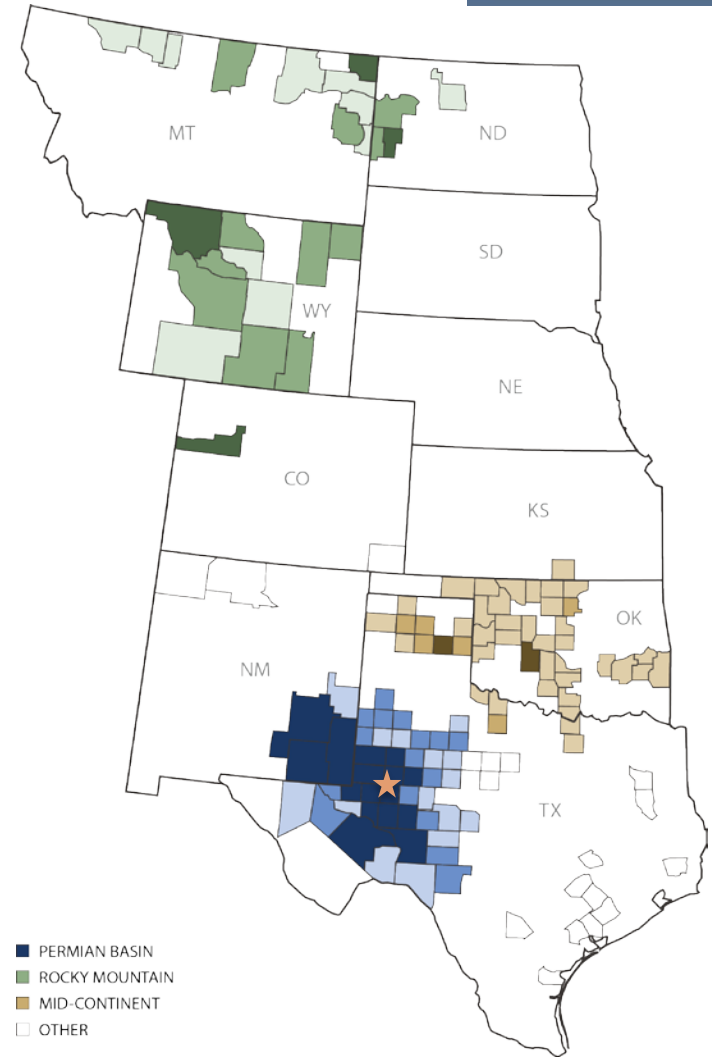 MT
ND
SD
WY
NE
CO
KS
OK
NM
TX
PERMIAN BASIN
ROCKY MOUNTAIN
MID-CONTINENT
OTHER